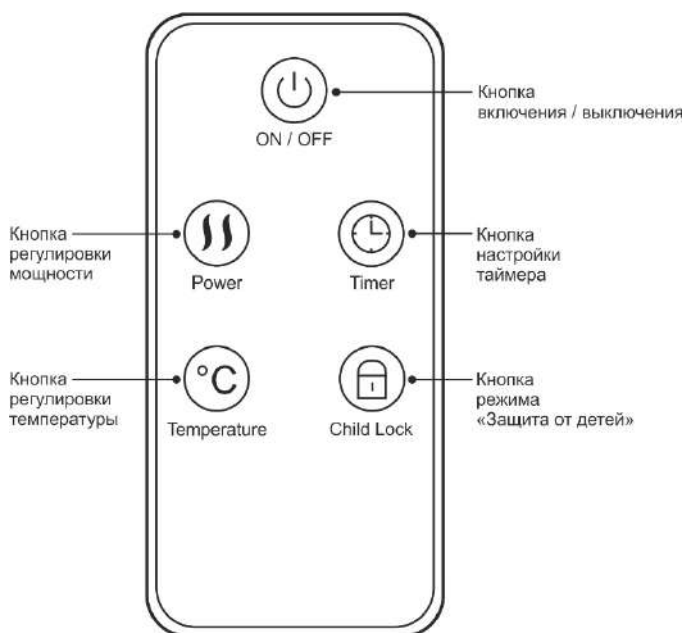 Кнопка
включения / выключения
ON / OFF
Кнопка
регулировки
мощности
Power
Timer
Кнопка
настройки
таймера
°C
Кнопка
регулировки
температуры
Temperature
Child Lock
Кнопка
режима
«Защита от детей»